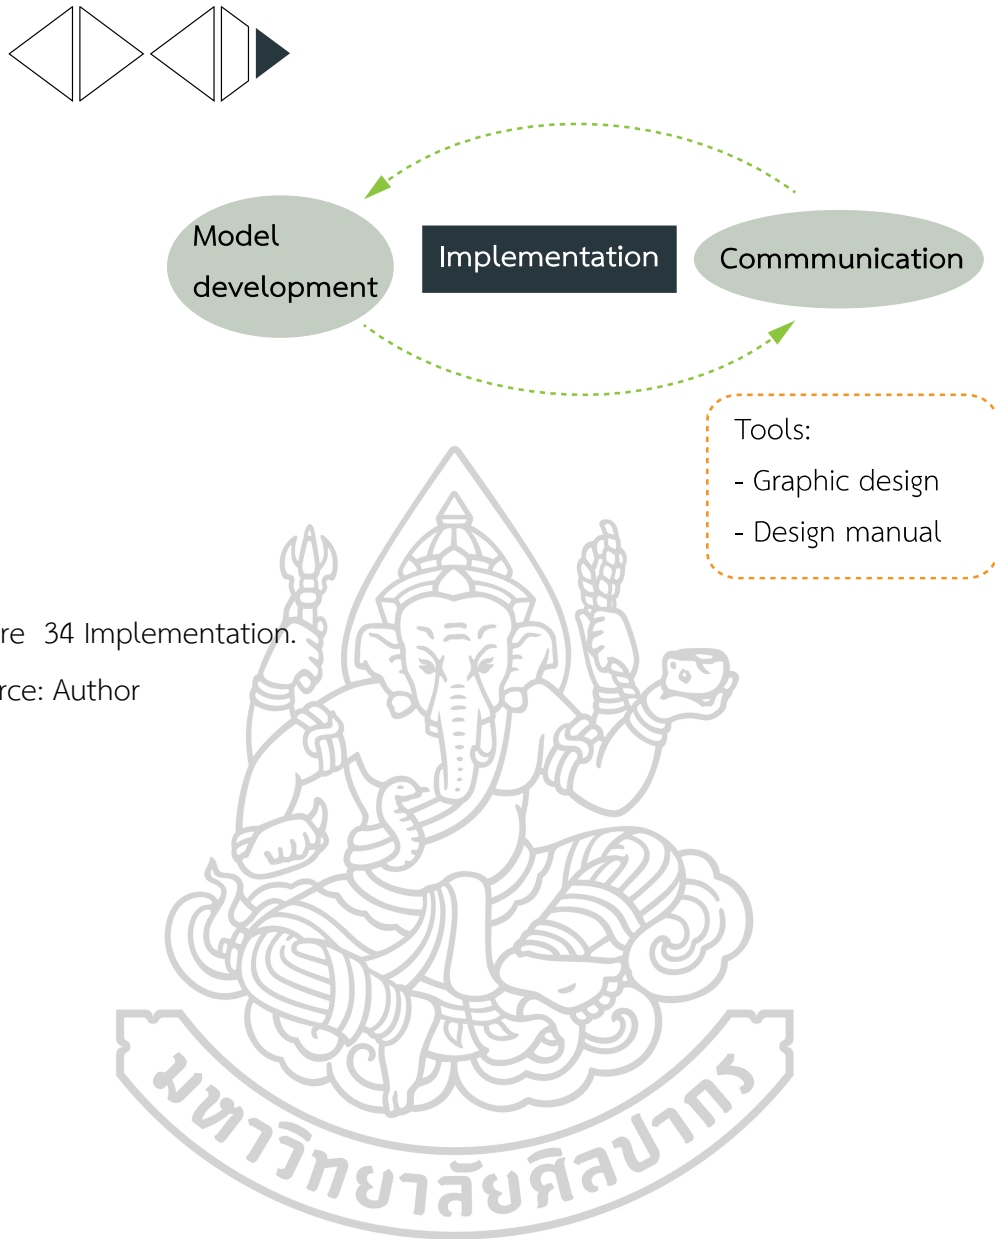 Model
development
Implementation
Commmunication
Tools:
- Graphic design
- Design manual
re 34 Implementation.
rce: Author
มหาวิทยาลัยศิลปากร